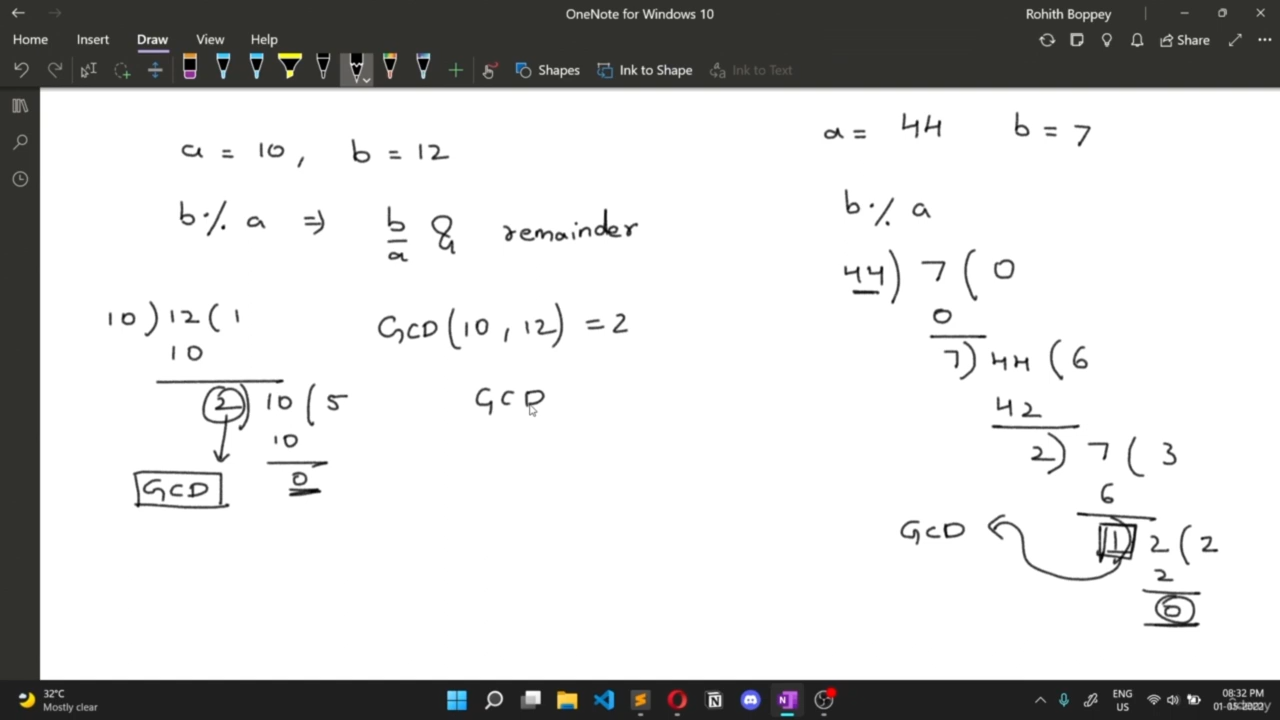 OneNote for Windows 10
Rohith Boppey
Home Insert Draw View Help
Share
Shapes Ink to Shape Ink to Text
a = 10, b = 12
b % a ⇒ b/a & remainder
10 ) 12 ( 1
10
2 ) 10 ( 5
10
0
GCD
GCD (10, 12) = 2
GCD
a = 44 b = 7
b % a
44 ) 7 ( 0
0
7 ) 44 ( 6
42
2 ) 7 ( 3
6
1 ) 2 ( 2
2
0
GCD
32°C
Mostly clear
ENG
US
08:32 PM
01-05-2022